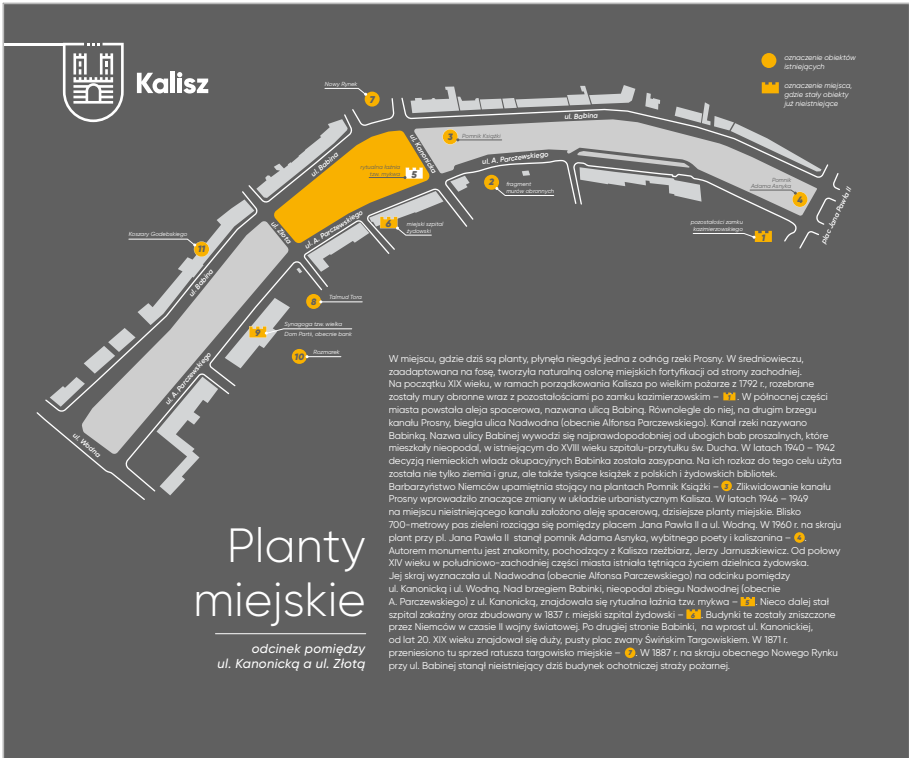 Kalisz
oznaczenie obiektów
istniejących
oznaczenie miejsca,
gdzie stały obiekty
już nieistniejące
Nowy Rynek
7
ul. Babina
ul. Babina
ul. Kanonicka
3
Pomnik Książki
ul. A. Parczewskiego
rytualna łaźnia
tzw. mykwa
5
2
fragment
murów obronnych
Pomnik
Adama Asnyka
4
plac Jana Pawła II
pozostałości zamku
kazimierzowskiego
1
6
miejski szpital
żydowski
ul. A. Parczewskiego
ul. Złota
Koszary Godebskiego
11
ul. Babina
8
Talmud Tora
9
Synagoga tzw. wielka
Dom Partii, obecnie bank
10
Rozmarek
ul. A. Parczewskiego
ul. Wodna
W miejscu, gdzie dziś są planty, płynęła niegdyś jedna z odnóg rzeki Prosny. W średniowieczu,
zaadaptowana na fosę, tworzyła naturalną osłonę miejskich fortyfikacji od strony zachodniej.
Na początku XIX wieku, w ramach porządkowania Kalisza po wielkim pożarze z 1792 r., rozebrane
zostały mury obronne wraz z pozostałościami po zamku kazimierzowskim – 1. W północnej części
miasta powstała aleja spacerowa, nazwana ulicą Babiną. Równolegle do niej, na drugim brzegu
kanału Prosny, biegła ulica Nadwodna (obecnie Alfonsa Parczewskiego). Kanał rzeki nazywano
Babinką. Nazwa ulicy Babinej wywodzi się najprawdopodobniej od ubogich bab proszalnych, które
mieszkały nieopodal, w istniejącym do XVIII wieku szpitalu-przytułku św. Ducha. W latach 1940 – 1942
decyzją niemieckich władz okupacyjnych Babinka została zasypana. Na ich rozkaz do tego celu użyta
została nie tylko ziemia i gruz, ale także tysiące książek z polskich i żydowskich bibliotek.
Barbarzyństwo Niemców upamiętnia stojący na plantach Pomnik Książki – 3. Zlikwidowanie kanału
Prosny wprowadziło znaczące zmiany w układzie urbanistycznym Kalisza. W latach 1946 – 1949
na miejscu nieistniejącego kanału założono aleję spacerową, dzisiejsze planty miejskie. Blisko
700-metrowy pas zieleni rozciąga się pomiędzy placem Jana Pawła II a ul. Wodną. W 1960 r. na skraju
plant przy pl. Jana Pawła II stanął pomnik Adama Asnyka, wybitnego poety i kaliszanina – 4.
Autorem monumentu jest znakomity, pochodzący z Kalisza rzeźbiarz, Jerzy Jarnuszkiewicz. Od połowy
XIV wieku w południowo-zachodniej części miasta istniała tętniąca życiem dzielnica żydowska.
Jej skraj wyznaczała ul. Nadwodna (obecnie Alfonsa Parczewskiego) na odcinku pomiędzy
ul. Kanonicką i ul. Wodną. Nad brzegiem Babinki, nieopodal zbiegu Nadwodnej (obecnie
A. Parczewskiego) z ul. Kanonicką, znajdowała się rytualna łaźnia tzw. mykwa – 5. Nieco dalej stał
szpital zakaźny oraz zbudowany w 1837 r. miejski szpital żydowski – 6. Budynki te zostały zniszczone
przez Niemców w czasie II wojny światowej. Po drugiej stronie Babinki, na wprost ul. Kanonickiej,
od lat 20. XIX wieku znajdował się duży, pusty plac zwany Świńskim Targowiskiem. W 1871 r.
przeniesiono tu sprzed ratusza targowisko miejskie – 7. W 1887 r. na skraju obecnego Nowego Rynku
przy ul. Babinej stanął nieistniejący dziś budynek ochotniczej straży pożarnej.
Planty
miejskie
odcinek pomiędzy
ul. Kanonicką a ul. Złotą